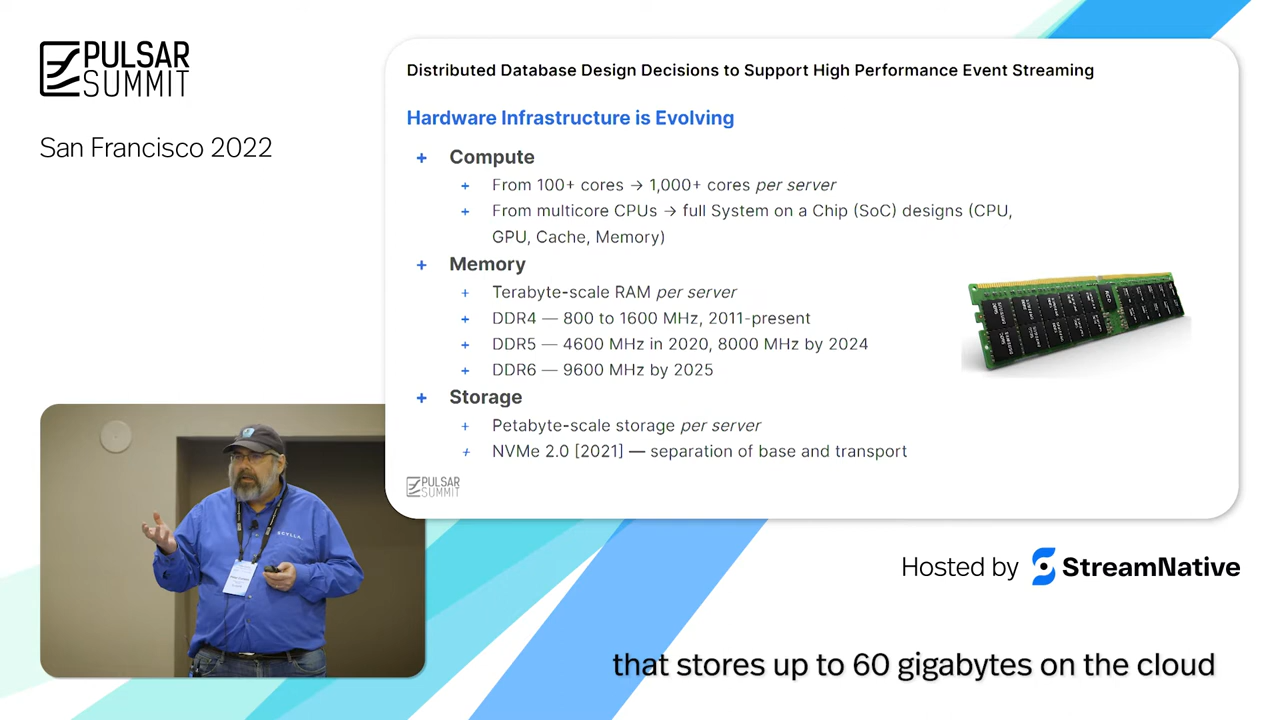 PULSAR
SUMMIT
San Francisco 2022
Distributed Database Design Decisions to Support High Performance Event Streaming
Hardware Infrastructure is Evolving
+ Compute
+ From 100+ cores → 1,000+ cores per server
+ From multicore CPUs → full System on a Chip (SoC) designs (CPU,
GPU, Cache, Memory)
+ Memory
+ Terabyte-scale RAM per server
+ DDR4 — 800 to 1600 MHz, 2011-present
+ DDR5 — 4600 MHz in 2020, 8000 MHz by 2024
+ DDR6 — 9600 MHz by 2025
+ Storage
+ Petabyte-scale storage per server
+ NVMe 2.0 [2021] — separation of base and transport
PULSAR
SUMMIT
SCYLLA
Hosted by StreamNative
that stores up to 60 gigabytes on the cloud